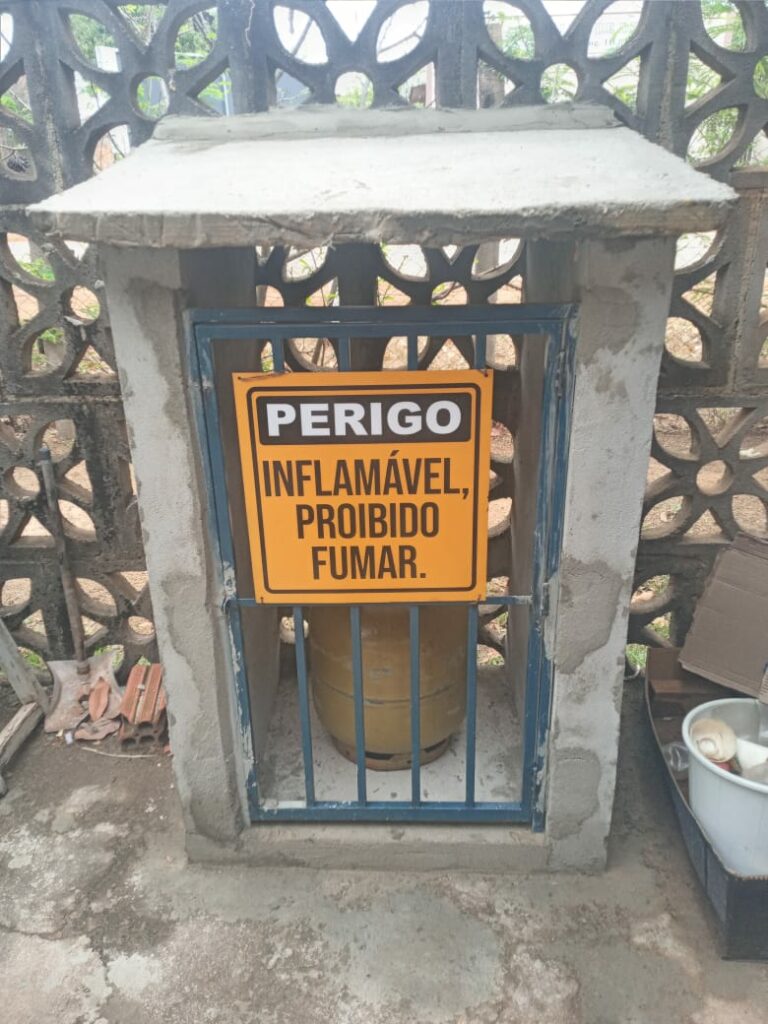 PERIGO
INFLAMÁVEL,
PROIBIDO
FUMAR.